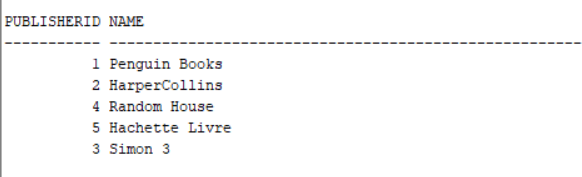 PUBLISHERID NAME
----------- ------------------------------------------------------------
1 Penguin Books
2 HarperCollins
4 Random House
5 Hachette Livre
3 Simon 3